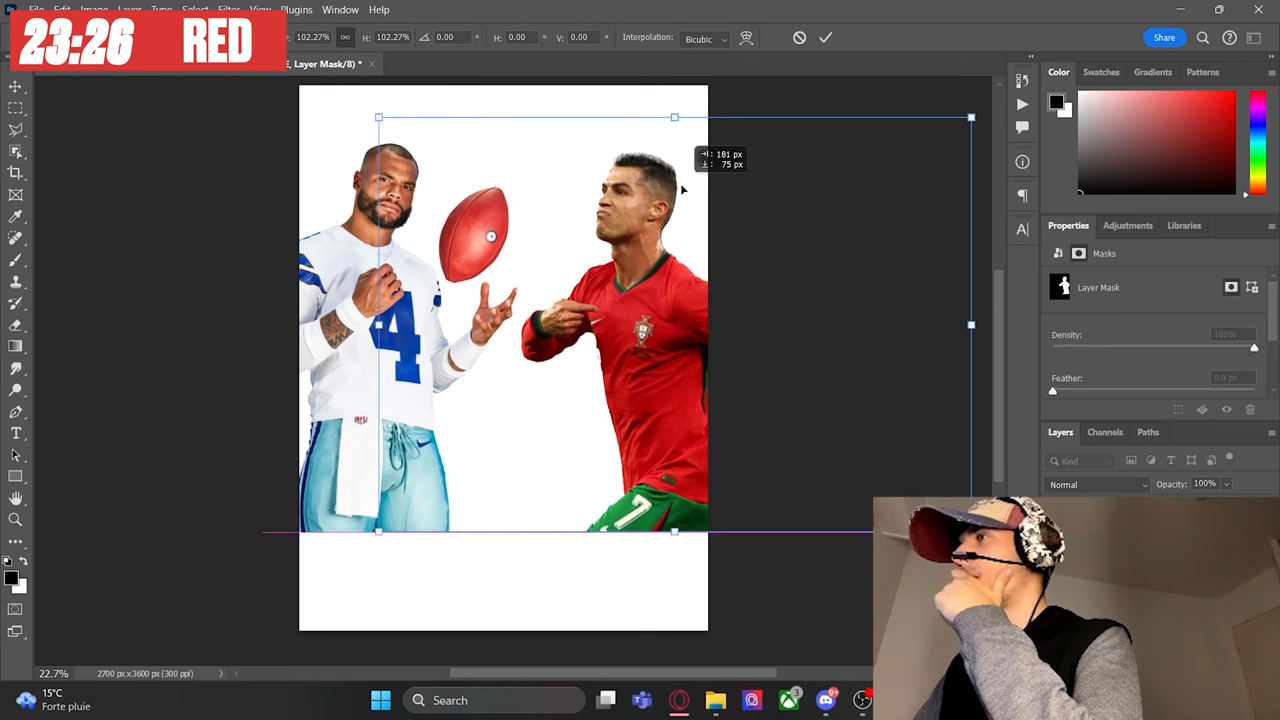 File Edit Image Layer Type Select Filter View Plugins Window Help
23:26 RED
102.27% H: 102.27% 0.00 ° H: 0.00 ° V: 0.00 ° Interpolation: Bicubic
Share
E, Layer Mask/8) *
Color Swatches Gradients Patterns
181 px
75 px
4
NFL
7
Properties Adjustments Libraries
Masks
Layer Mask
Density: 100%
Feather: 0.0 px
Layers Channels Paths
Kind
Normal Opacity: 100%
22.7% 2700 px x 3600 px (300 ppi)
15°C
Forte pluie
Search
3
9+